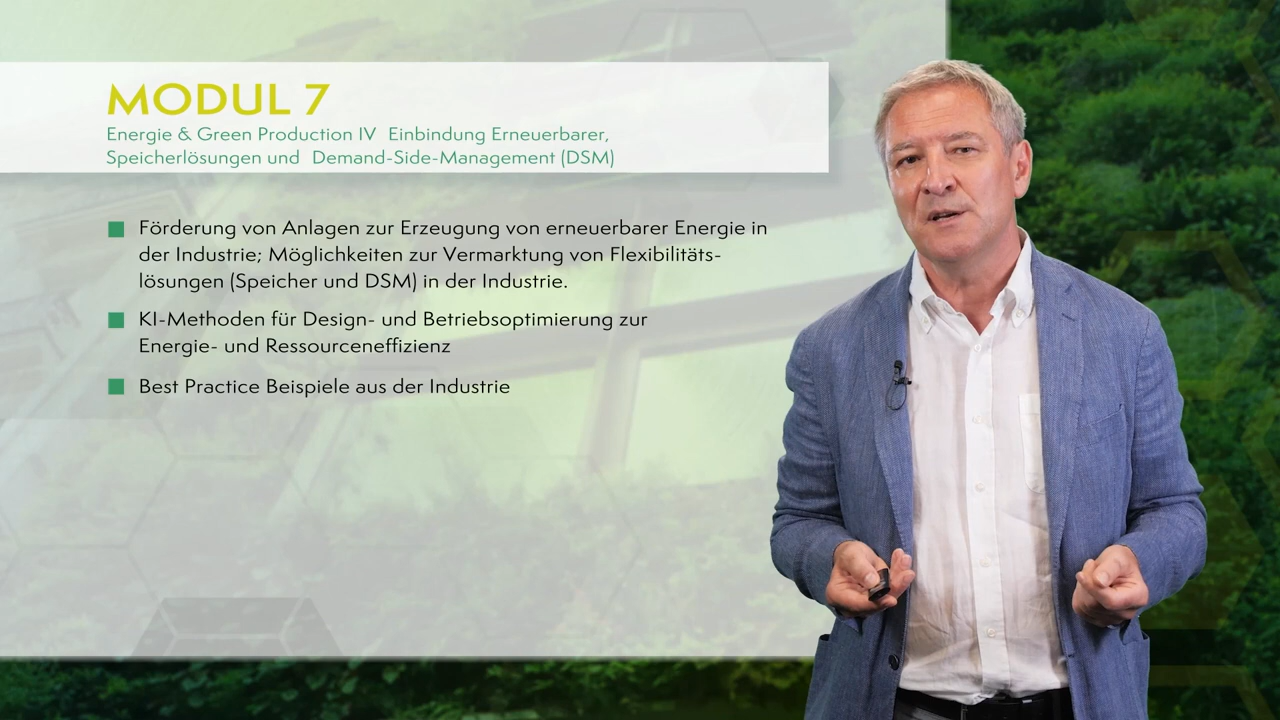 MODUL 7
Energie & Green Production IV Einbindung Erneuerbarer,
Speicherlösungen und Demand-Side-Management (DSM)
Förderung von Anlagen zur Erzeugung von erneuerbarer Energie in
der Industrie; Möglichkeiten zur Vermarktung von Flexibilitäts-
lösungen (Speicher und DSM) in der Industrie.
KI-Methoden für Design- und Betriebsoptimierung zur
Energie- und Ressourceneffizienz
Best Practice Beispiele aus der Industrie